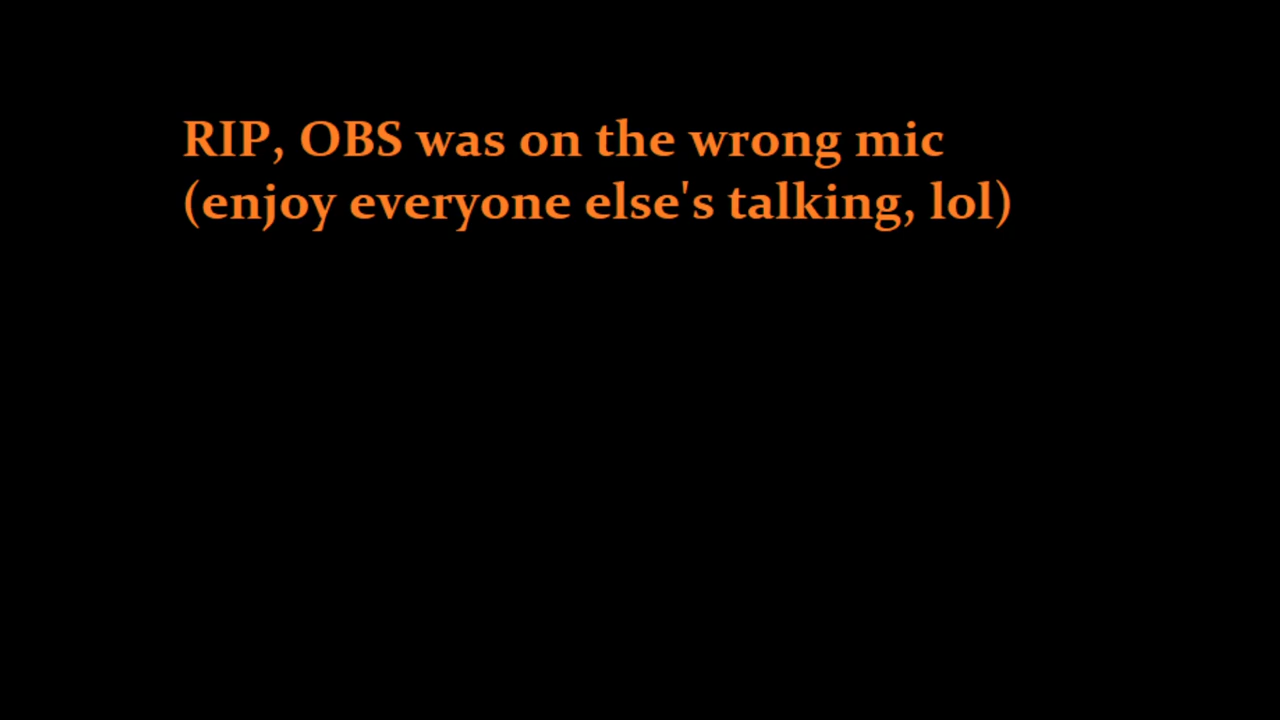 RIP, OBS was on the wrong mic
(enjoy everyone else's talking, lol)